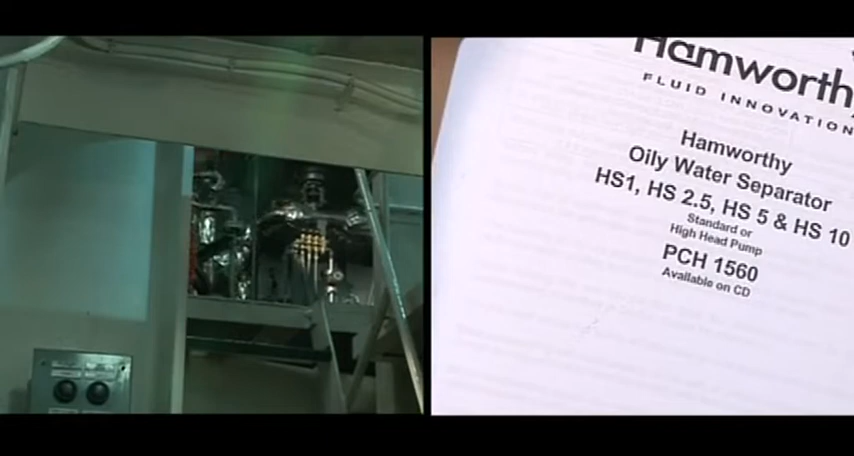 Hamworthy
FLUID INNOVATION
Hamworthy
Oily Water Separator
HS1, HS 2.5, HS 5 & HS 10
Standard or
High Head Pump
PCH 1560
Available on CD